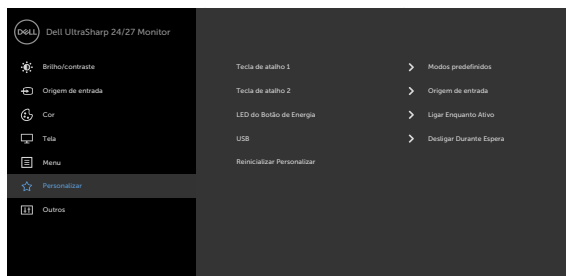 DELL Dell UltraSharp 24/27 Monitor
Brilho/contraste
Origem de entrada
Cor
Tela
Menu
Personalizar
Outros
Tecla de atalho 1 Modos predefinidos
Tecla de atalho 2 Origem de entrada
LED do Botão de Energia Ligar Enquanto Ativo
USB Desligar Durante Espera
Reinicializar Personalizar